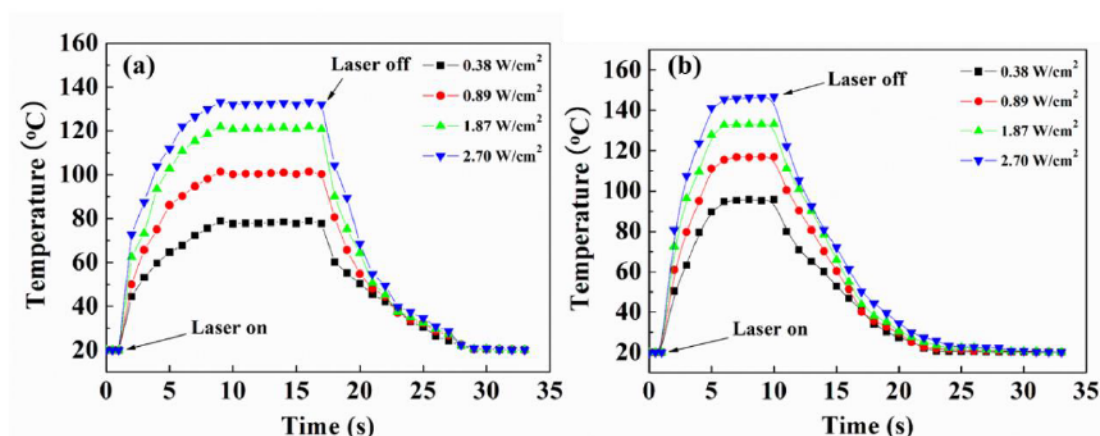 (a)
Laser off
0.38 W/cm²
0.89 W/cm²
1.87 W/cm²
2.70 W/cm²
Laser on
Temperature (°C)
160
140
120
100
80
60
40
20
0
5
10
15
20
25
30
35
Time (s)
(b)
Laser off
0.38 W/cm²
0.89 W/cm²
1.87 W/cm²
2.70 W/cm²
Laser on
Temperature (°C)
160
140
120
100
80
60
40
20
0
5
10
15
20
25
30
35
Time (s)